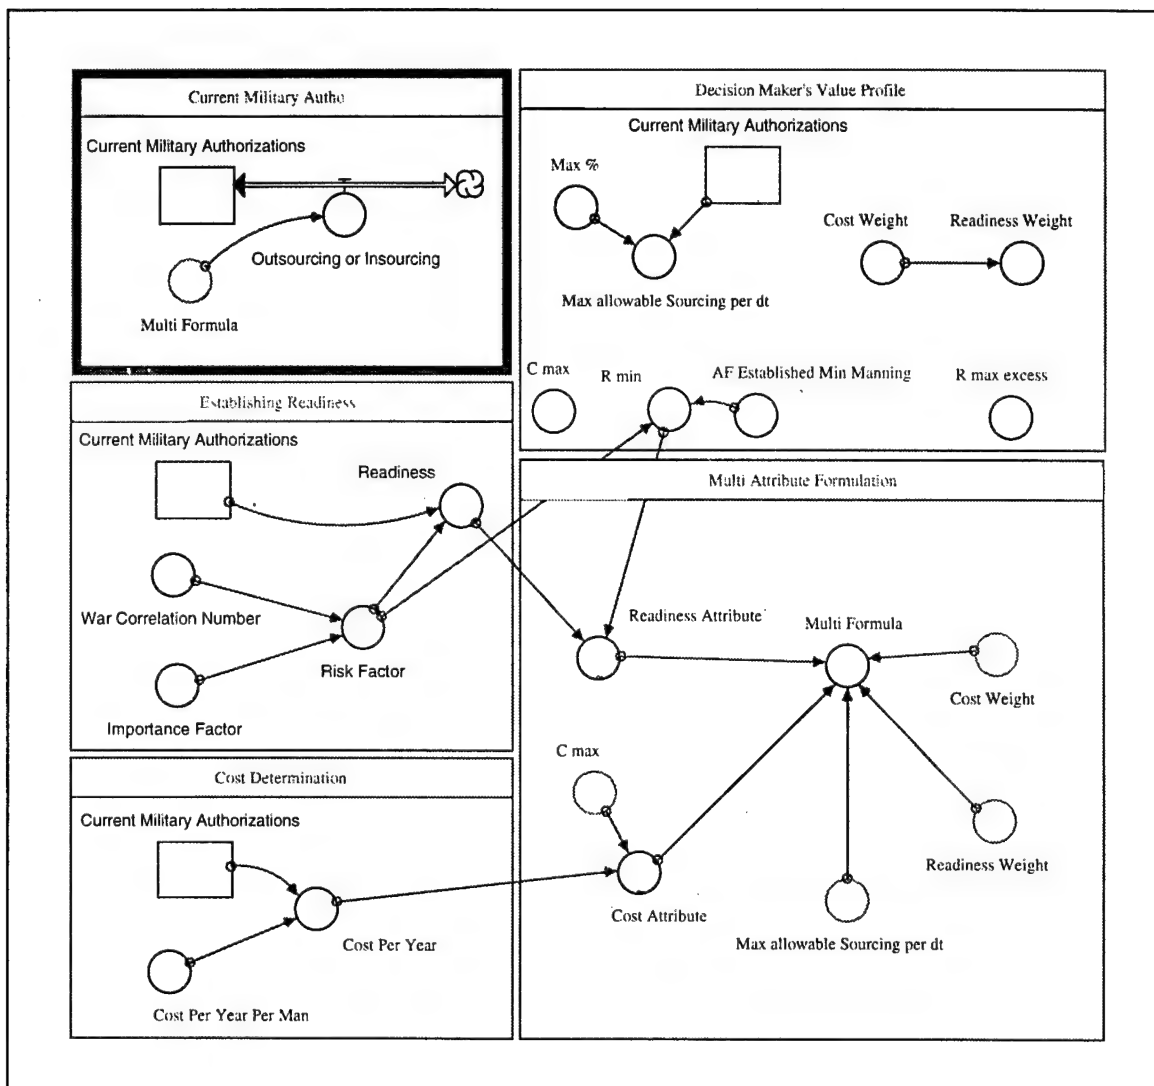 Current Military Autho
Current Military Authorizations
Outsourcing or Insourcing
Multi Formula
Decision Maker's Value Profile
Current Military Authorizations
Max %
Cost Weight
Readiness Weight
Max allowable Sourcing per dt
C max
R min
AF Established Min Manning
R max excess
Establishing Readiness
Current Military Authorizations
Readiness
War Correlation Number
Risk Factor
Importance Factor
Multi Attribute Formulation
Readiness Attribute
Multi Formula
Cost Weight
C max
Readiness Weight
Cost Attribute
Max allowable Sourcing per dt
Cost Determination
Current Military Authorizations
Cost Per Year
Cost Per Year Per Man